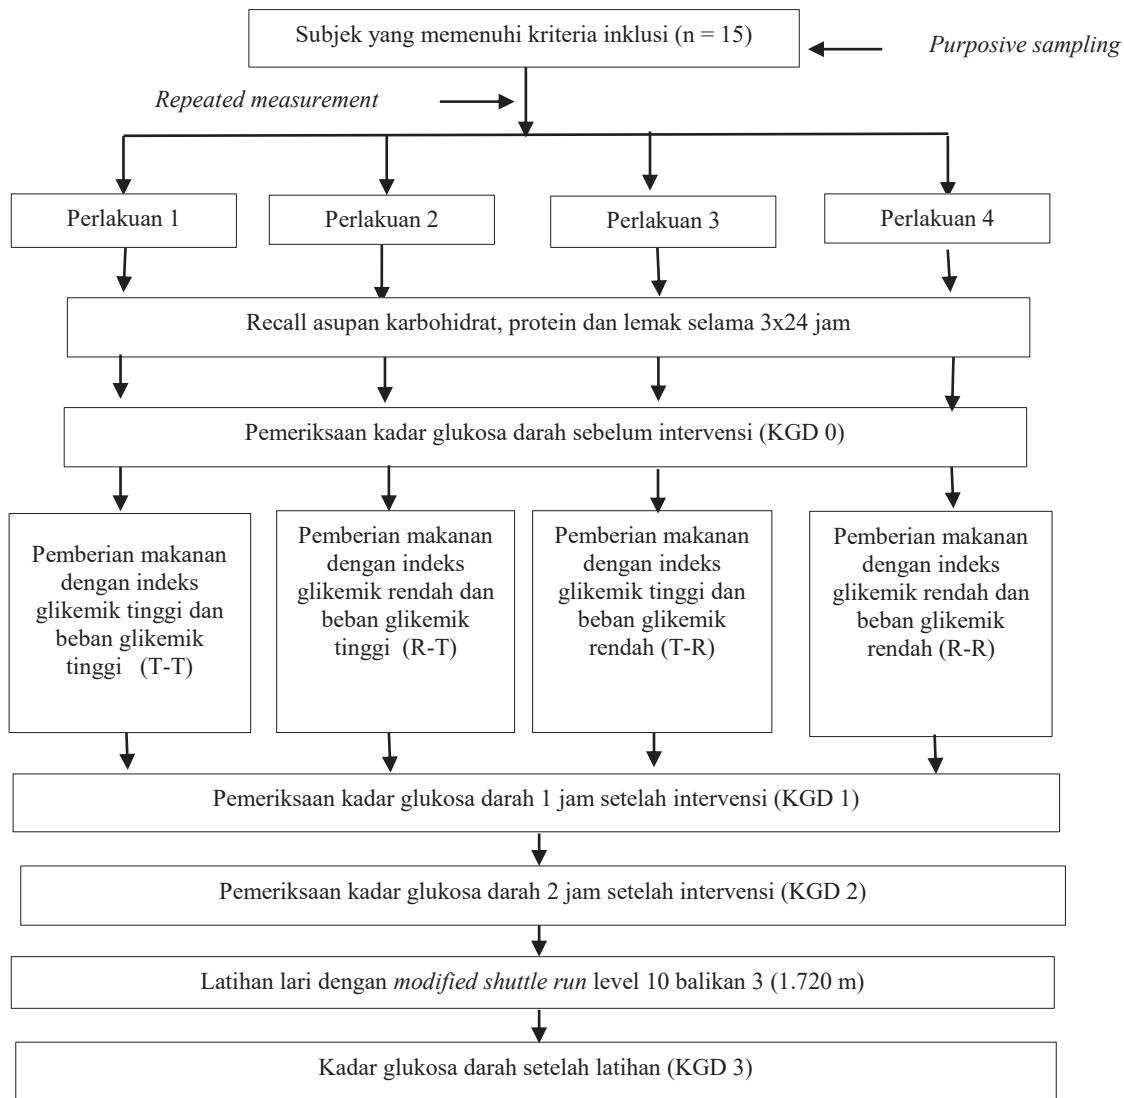 Subjek yang memenuhi kriteria inklusi (n = 15)
Purposive sampling
Repeated measurement
Perlakuan 1
Perlakuan 2
Perlakuan 3
Perlakuan 4
Recall asupan karbohidrat, protein dan lemak selama 3x24 jam
Pemeriksaan kadar glukosa darah sebelum intervensi (KGD 0)
Pemberian makanan
dengan indeks
glikemik tinggi dan
beban glikemik
tinggi (T-T)
Pemberian makanan
dengan indeks
glikemik rendah dan
beban glikemik
tinggi (R-T)
Pemberian makanan
dengan indeks
glikemik tinggi dan
beban glikemik
rendah (T-R)
Pemberian makanan
dengan indeks
glikemik rendah dan
beban glikemik
rendah (R-R)
Pemeriksaan kadar glukosa darah 1 jam setelah intervensi (KGD 1)
Pemeriksaan kadar glukosa darah 2 jam setelah intervensi (KGD 2)
Latihan lari dengan modified shuttle run level 10 balikan 3 (1.720 m)
Kadar glukosa darah setelah latihan (KGD 3)